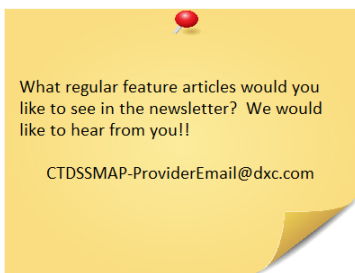 What regular feature articles would you
like to see in the newsletter?  We would
like to hear from you!!
CTDSSMAP-ProviderEmail@dxc.com